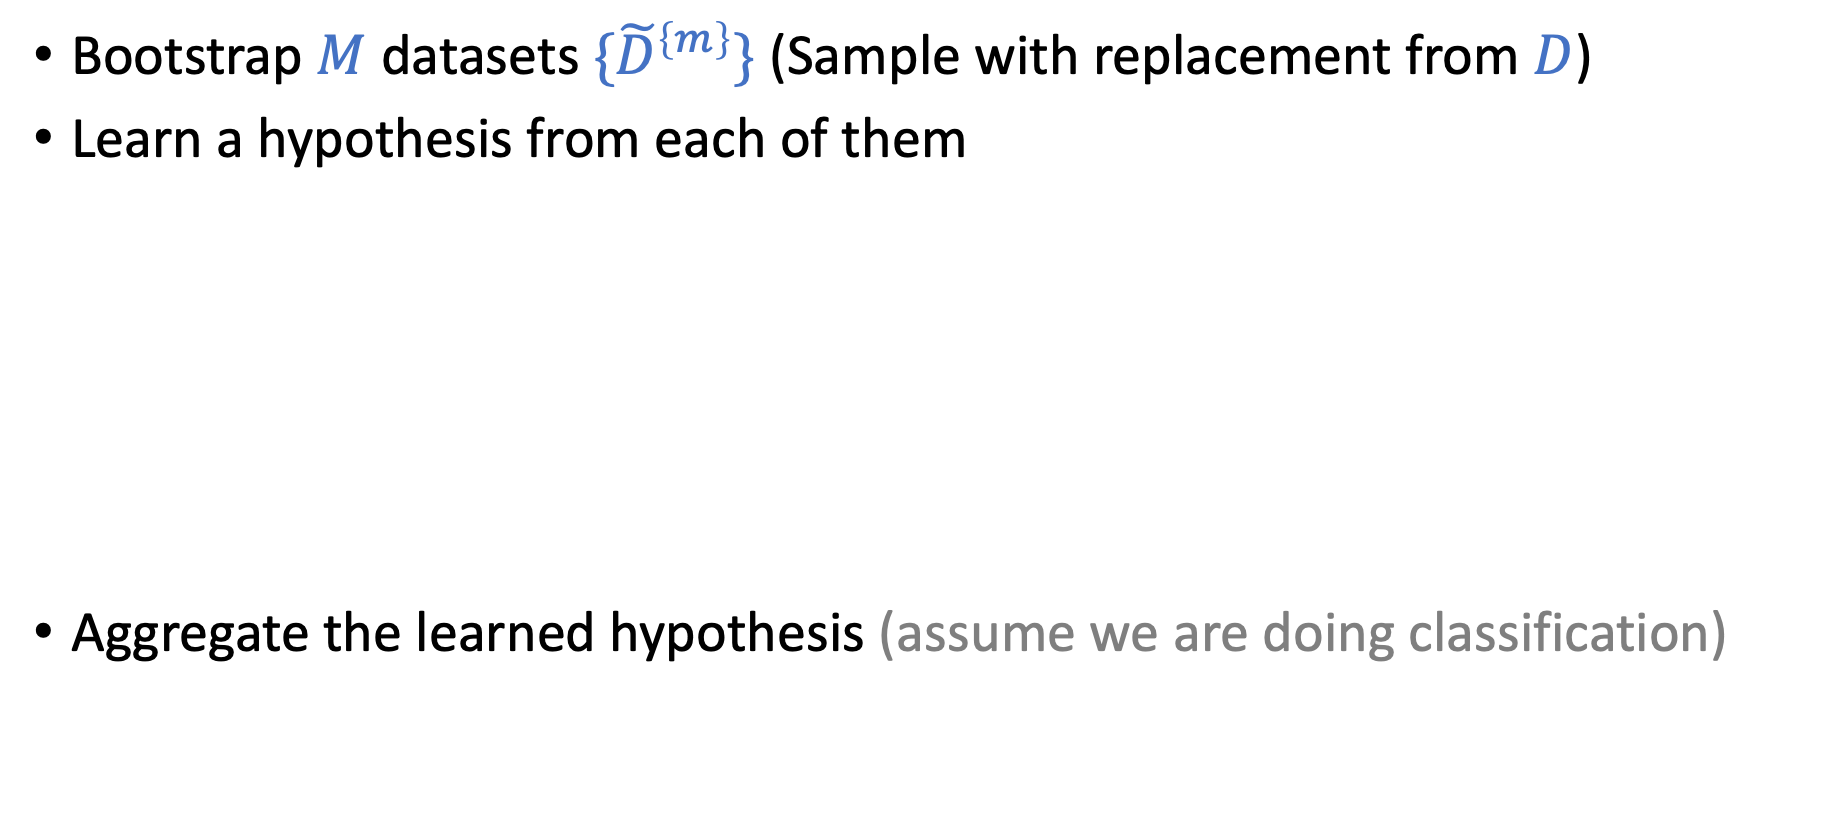 • Bootstrap M datasets {D̃^{m}} (Sample with replacement from D)
• Learn a hypothesis from each of them
• Aggregate the learned hypothesis (assume we are doing classification)